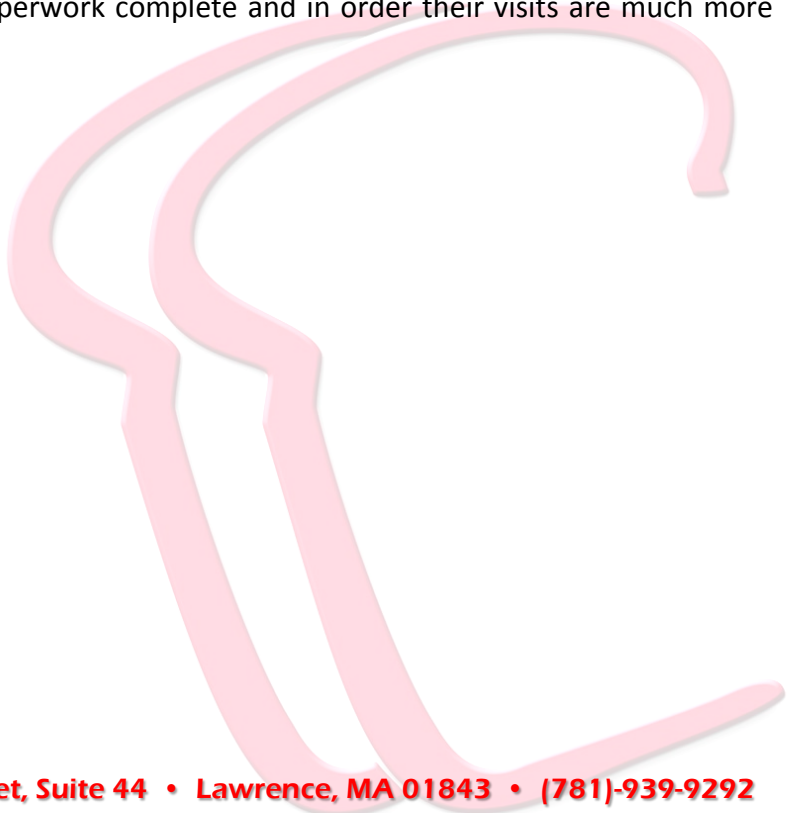 perwork complete and in order their visits are much more
et, Suite 44 • Lawrence, MA 01843 • (781)-939-9292